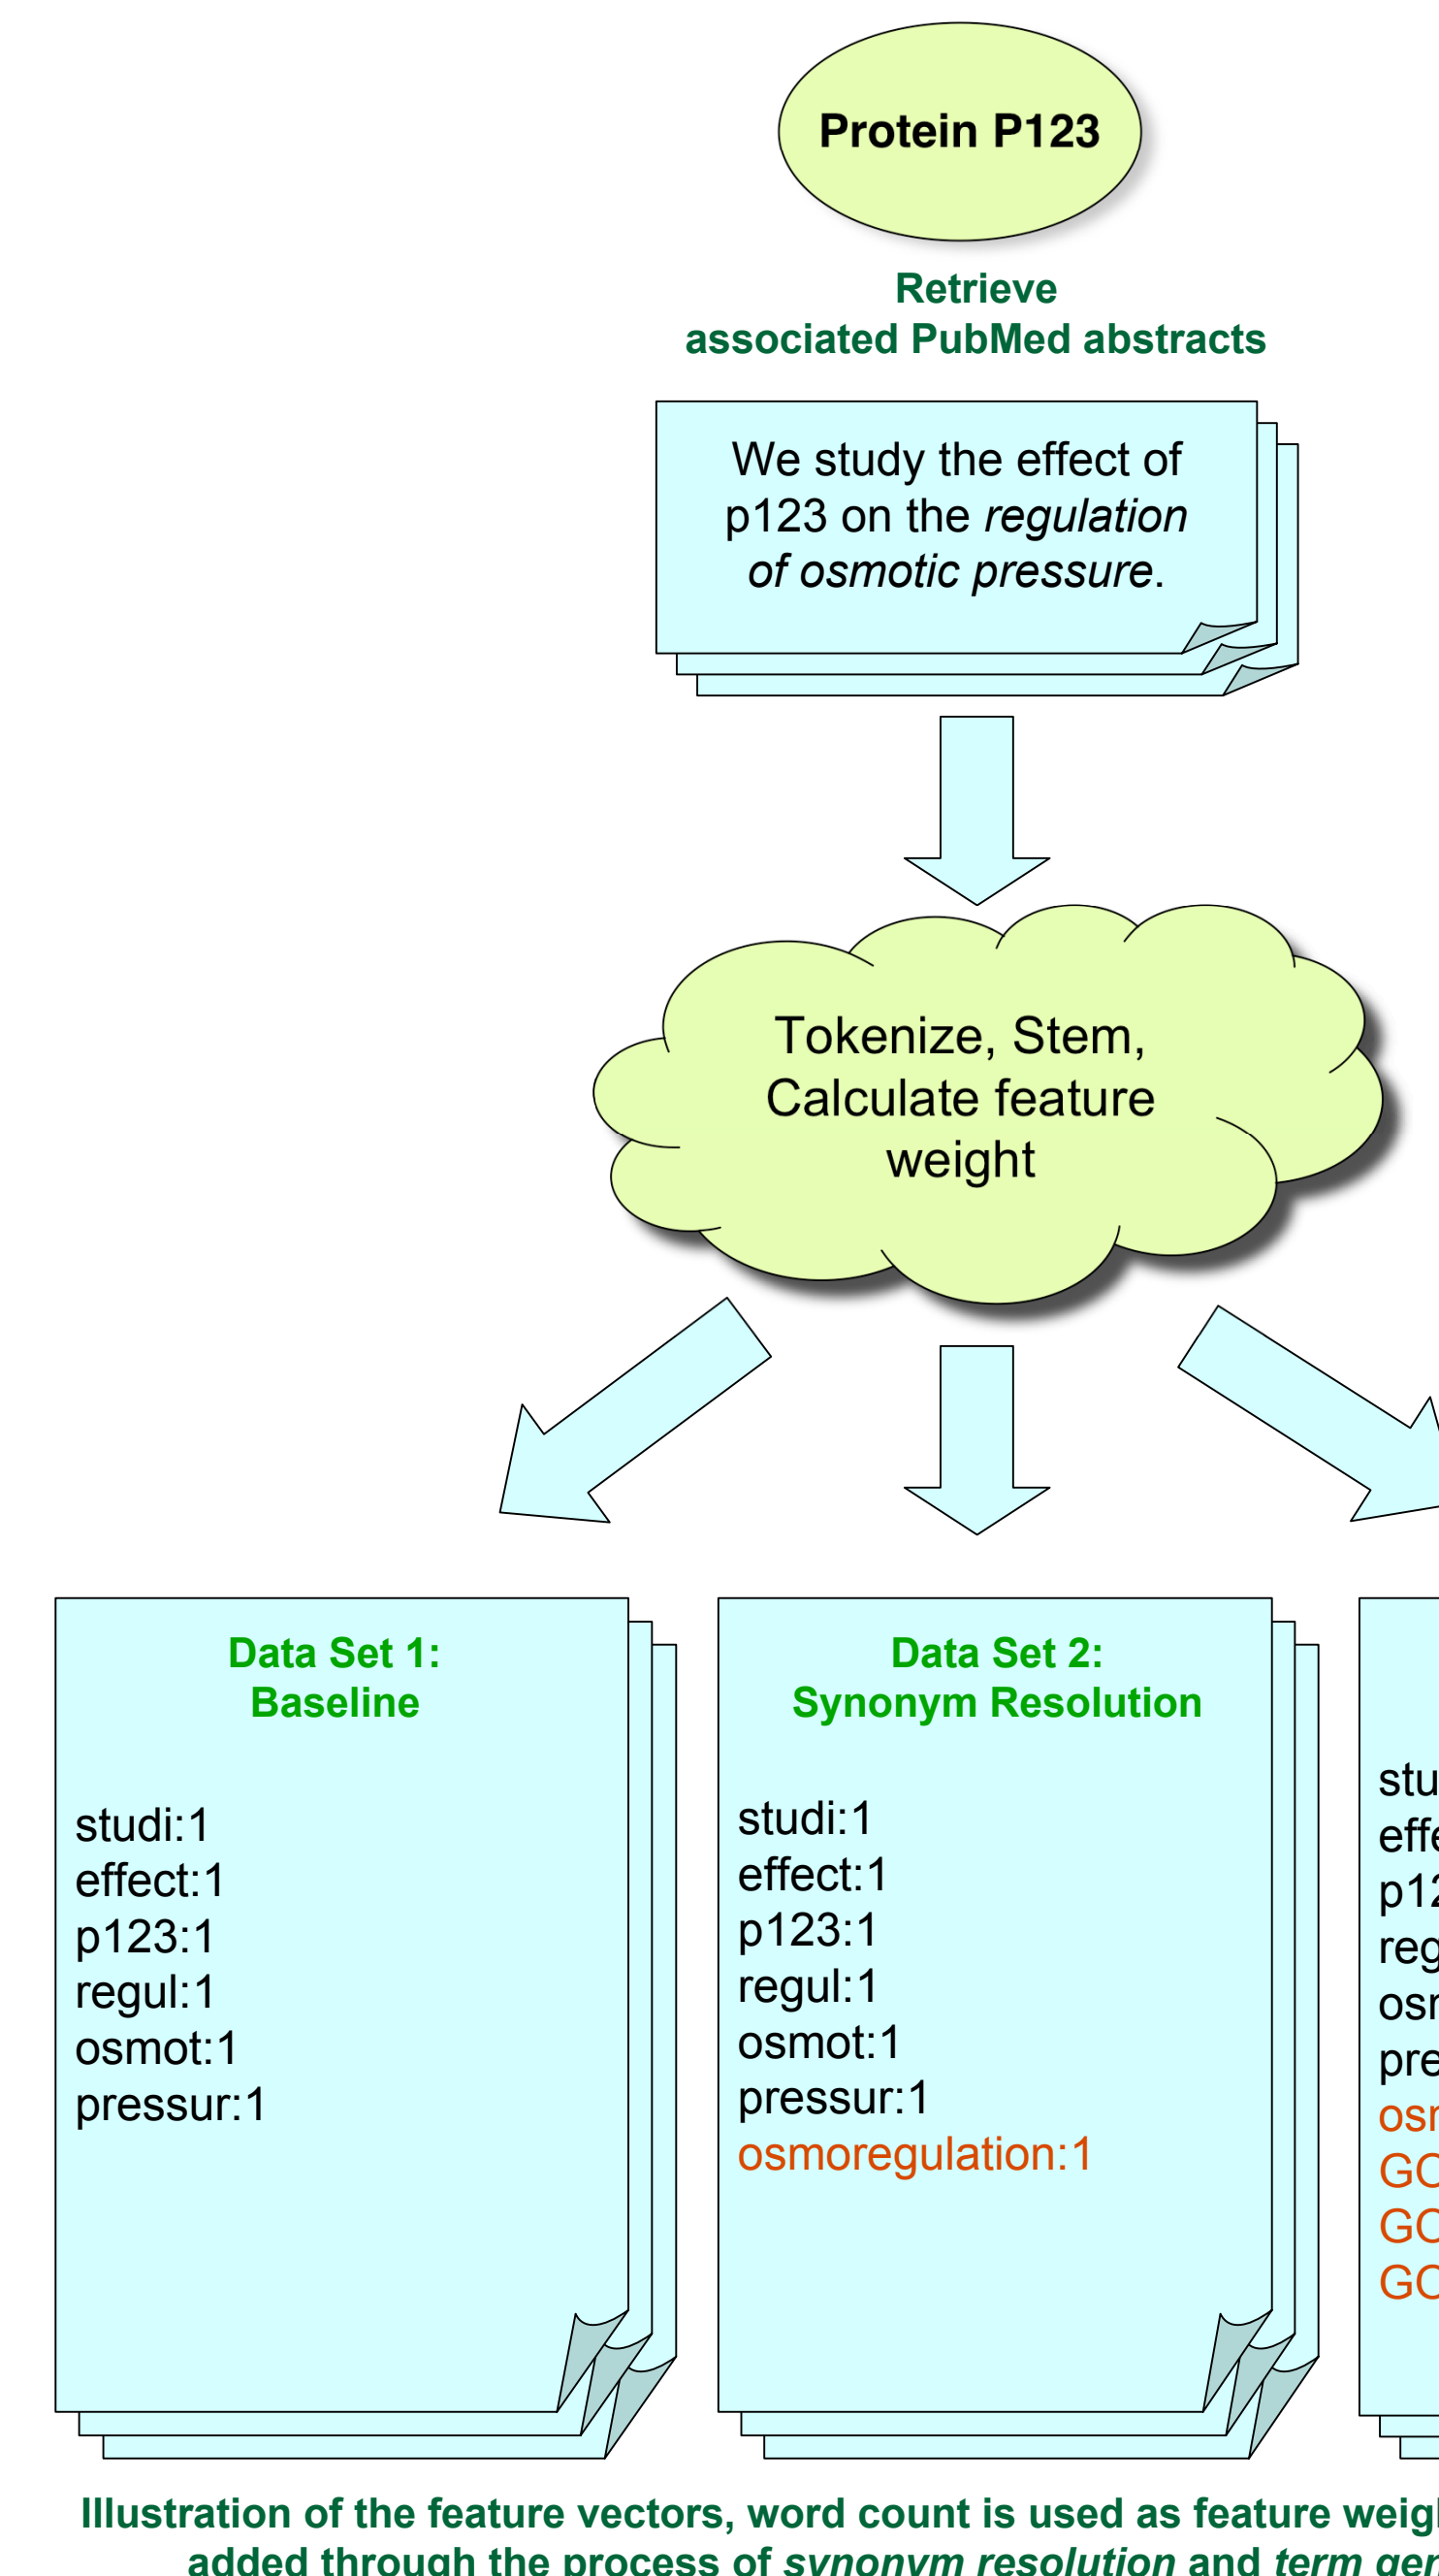 Protein P123
Retrieve
associated PubMed abstracts
We study the effect of
p123 on the regulation
of osmotic pressure.
Tokenize, Stem,
Calculate feature
weight
Data Set 1:
Baseline
studi:1
effect:1
p123:1
regul:1
osmot:1
pressur:1
Data Set 2:
Synonym Resolution
studi:1
effect:1
p123:1
regul:1
osmot:1
pressur:1
osmoregulation:1
Illustration of the feature vectors, word count is used as feature
added through the process of synonym resolution and term